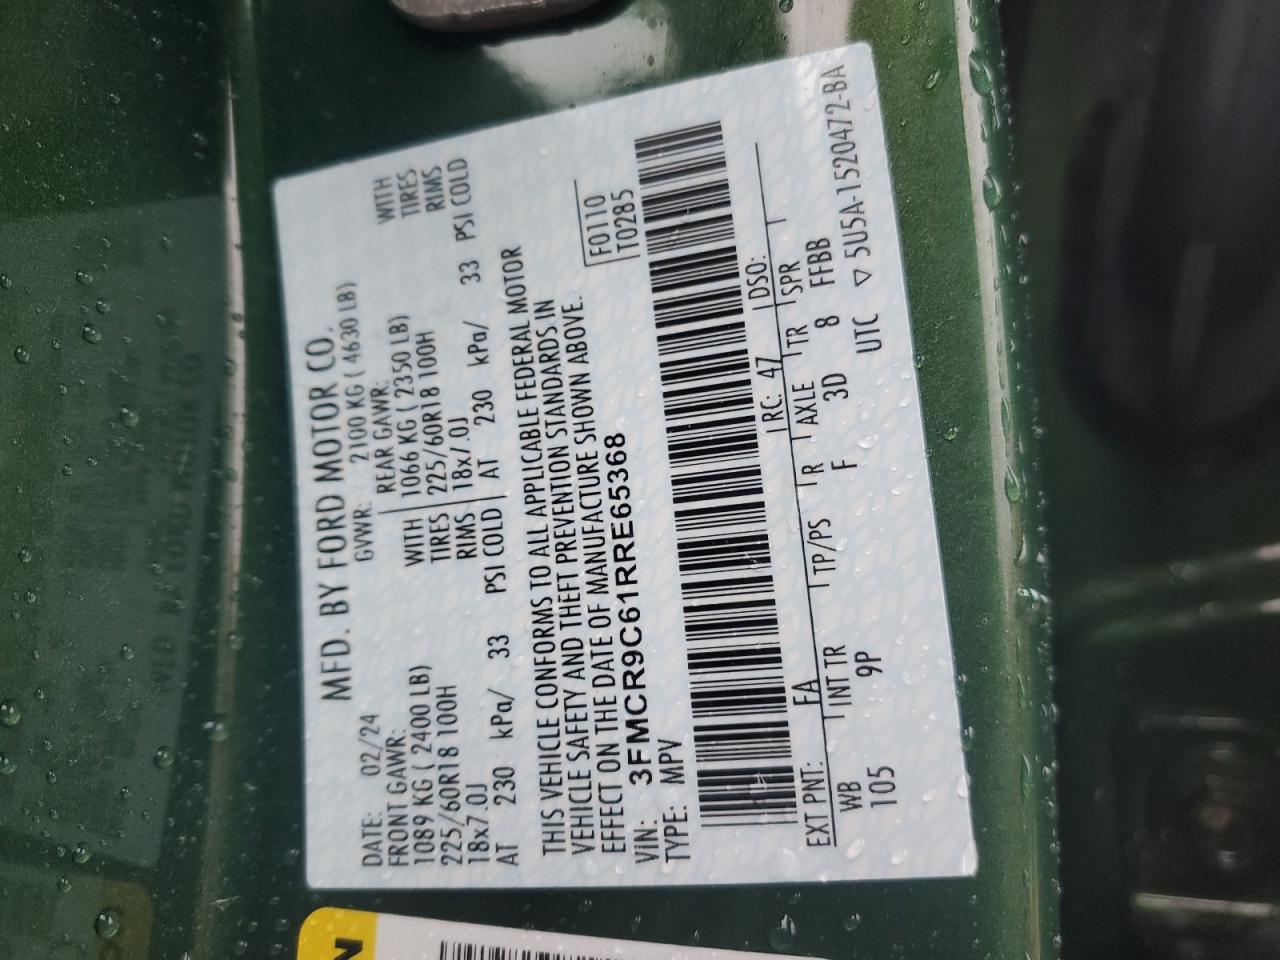 MFD. BY FORD MOTOR CO.
DATE: 02/24 GVWR: 2100 KG ( 4630 LB)
FRONT GAWR: REAR GAWR:
1089 KG ( 2400 LB) WITH 1066 KG ( 2350 LB) WITH
225/60R18 100H TIRES 225/60R18 100H TIRES
18x7.0J RIMS 18x7.0J RIMS
AT 230 kPa/ 33 PSI COLD AT 230 kPa/ 33 PSI COLD
THIS VEHICLE CONFORMS TO ALL APPLICABLE FEDERAL MOTOR
VEHICLE SAFETY AND THEFT PREVENTION STANDARDS IN
EFFECT ON THE DATE OF MANUFACTURE SHOWN ABOVE.
F0110
VIN: 3FMCR9C61RRE65368 T0285
TYPE: MPV
EXT PNT: FA RC: 47 DSO:
WB INT TR TP/PS R AXLE TR SPR
105 9P F 3D 8 FFBB
UTC ▽ 5U5A-1520472-BA
N